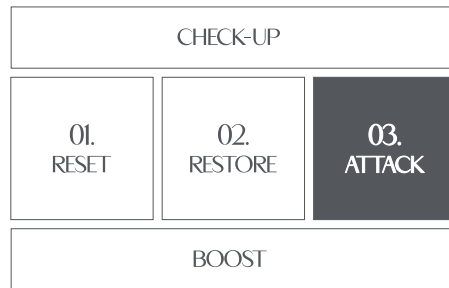 CHECK-UP
01.
RESET
02.
RESTORE
03.
ATTACK
BOOST